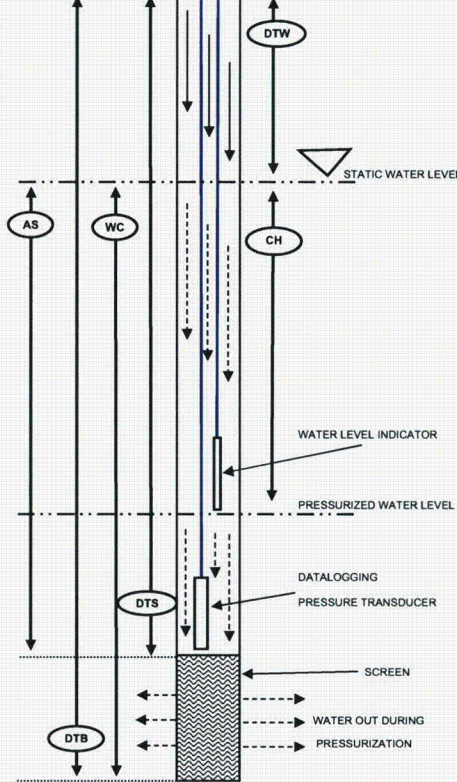 DTW
STATIC WATER LEVEL
AS
WC
CH
WATER LEVEL INDICATOR
PRESSURIZED WATER LEVEL
DATALOGGING
PRESSURE TRANSDUCER
DTS
SCREEN
WATER OUT DURING
PRESSURIZATION
DTB